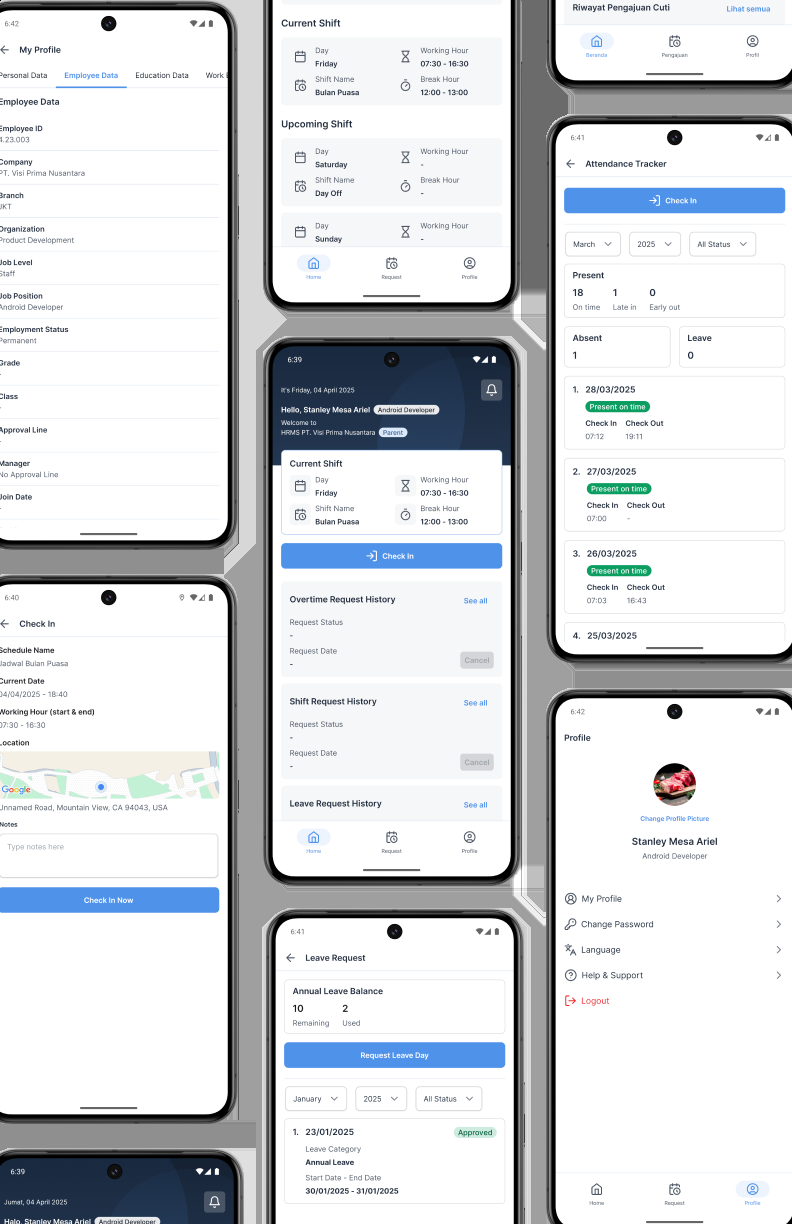 6:42
My Profile
Personal Data
Employee Data
Education Data
Work E
Employee Data
Employee ID
4.23.003
Company
PT. Visi Prima Nusantara
Branch
JKT
Organization
Product Development
Job Level
Staff
Job Position
Android Developer
Employment Status
Permanent
Grade
-
Class
-
Approval Line
-
Manager
No Approval Line
Join Date
-
6:40
Check In
Schedule Name
Jadwal Bulan Puasa
Current Date
04/04/2025 - 18:40
Working Hour (start & end)
07:30 - 16:30
Location
Google
Unnamed Road, Mountain View, CA 94043, USA
Notes
Type notes here
Check In Now
6:39
Jumat, 04 April 2025
Halo, Stanley Mesa Ariel
Android Developer
Current Shift
Day
Friday
Working Hour
07:30 - 16:30
Shift Name
Bulan Puasa
Break Hour
12:00 - 13:00
Upcoming Shift
Day
Saturday
Working Hour
-
Shift Name
Day Off
Break Hour
-
Day
Sunday
Working Hour
-
Home
Request
Profile
6:39
It's Friday, 04 April 2025
Hello, Stanley Mesa Ariel
Android Developer
Welcome to
HRMS PT. Visi Prima Nusantara
Parent
Current Shift
Day
Friday
Working Hour
07:30 - 16:30
Shift Name
Bulan Puasa
Break Hour
12:00 - 13:00
Check In
Overtime Request History
See all
Request Status
-
Request Date
-
Cancel
Shift Request History
See all
Request Status
-
Request Date
-
Cancel
Leave Request History
See all
Home
Request
Profile
6:41
Leave Request
Annual Leave Balance
10
2
Remaining
Used
Request Leave Day
January
2025
All Status
1.
23/01/2025
Approved
Leave Category
Annual Leave
Start Date - End Date
30/01/2025 - 31/01/2025
Riwayat Pengajuan Cuti
Lihat semua
Beranda
Pengajuan
Profil
6:41
Attendance Tracker
Check In
March
2025
All Status
Present
18
1
0
On time
Late in
Early out
Absent
1
Leave
0
1.
28/03/2025
Present on time
Check In
Check Out
07:12
19:11
2.
27/03/2025
Present on time
Check In
Check Out
07:00
-
3.
26/03/2025
Present on time
Check In
Check Out
07:03
16:43
4.
25/03/2025
6:42
Profile
Change Profile Picture
Stanley Mesa Ariel
Android Developer
My Profile
Change Password
Language
Help & Support
Logout
Home
Request
Profile